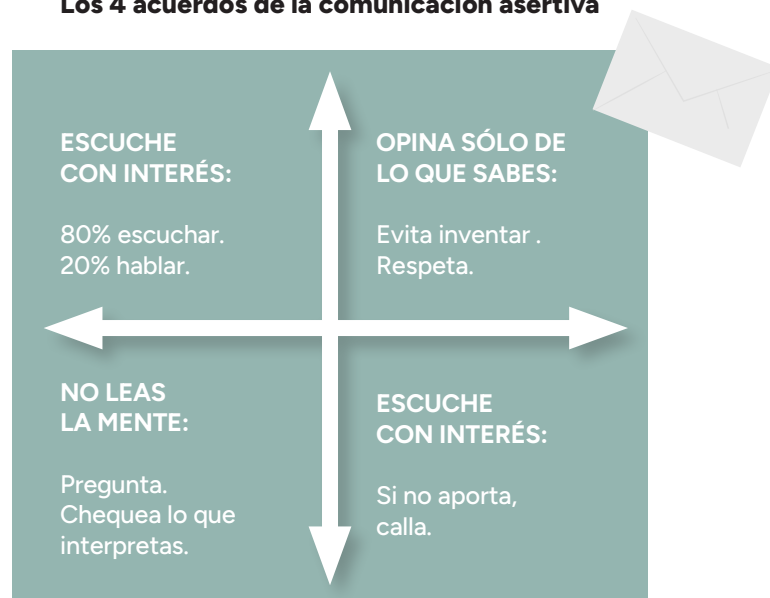 Los 4 acuerdos de la comunicación asertiva
ESCUCHE
CON INTERÉS:
80% escuchar.
20% hablar.
OPINA SÓLO DE
LO QUE SABES:
Evita inventar .
Respeta.
NO LEAS
LA MENTE:
Pregunta.
Chequea lo que
interpretas.
ESCUCHE
CON INTERÉS:
Si no aporta,
calla.